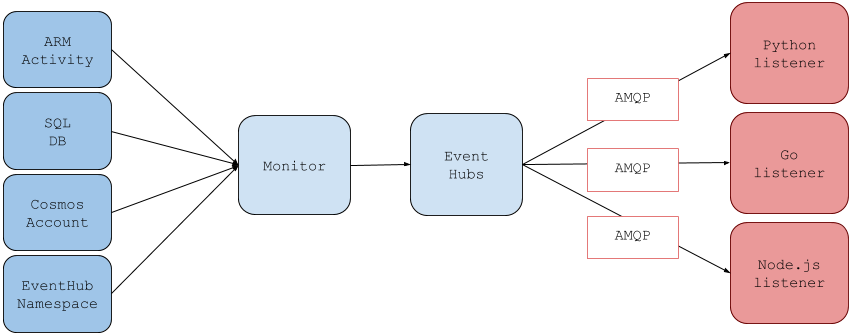 ARM
Activity
SQL
DB
Cosmos
Account
EventHub
Namespace
Monitor
Event
Hubs
AMQP
AMQP
AMQP
Python
listener
Go
listener
Node.js
listener